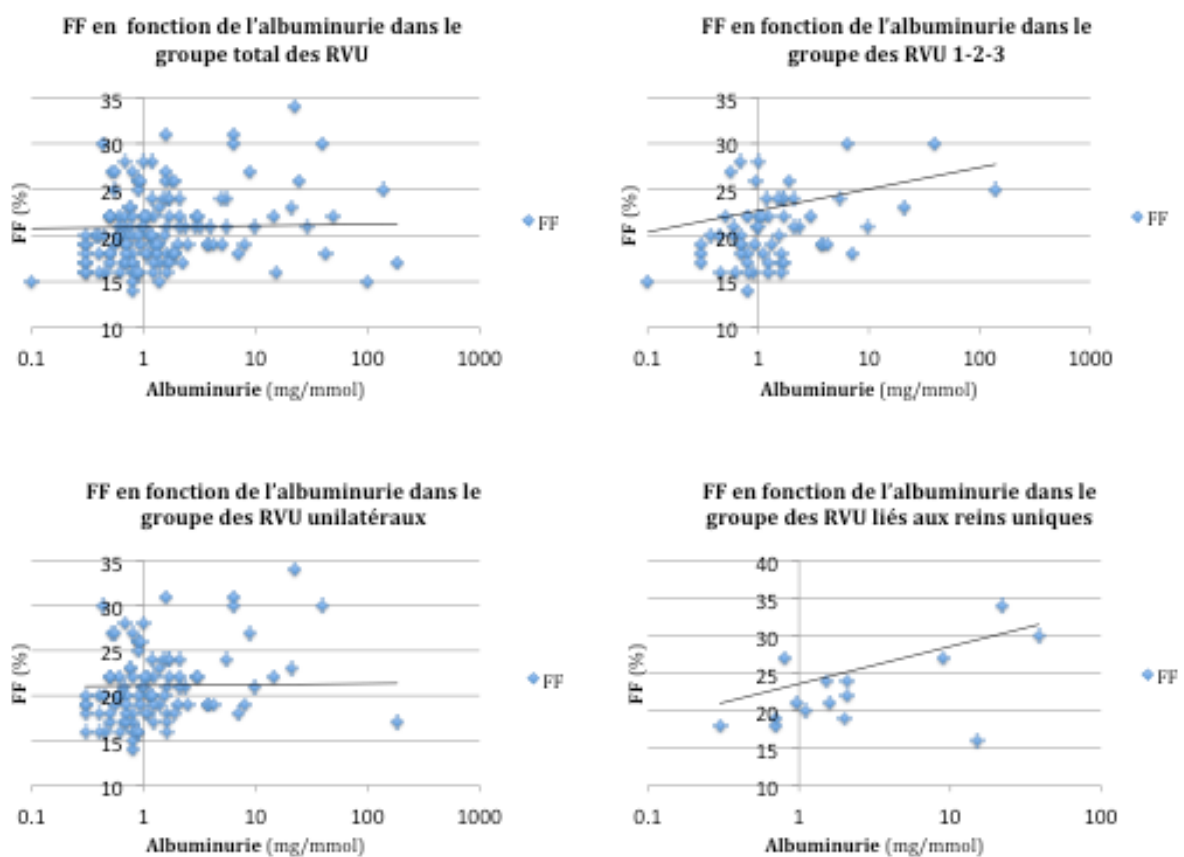 FF en fonction de l'albuminurie dans le
groupe total des RVU
35
30
25
20
15
10
FF (%)
0.1 1 10 100 1000
Albuminurie (mg/mmol)
FF
FF en fonction de l'albuminurie dans le
groupe des RVU 1-2-3
35
30
25
20
15
10
FF (%)
0.1 1 10 100 1000
Albuminurie (mg/mmol)
FF
FF en fonction de l'albuminurie dans le
groupe des RVU unilatéraux
35
30
25
20
15
10
FF (%)
0.1 1 10 100 1000
Albuminurie (mg/mmol)
FF
FF en fonction de l'albuminurie dans le
groupe des RVU liés aux reins uniques
40
35
30
25
20
15
10
FF (%)
0.1 1 10 100
Albuminurie (mg/mmol)
FF